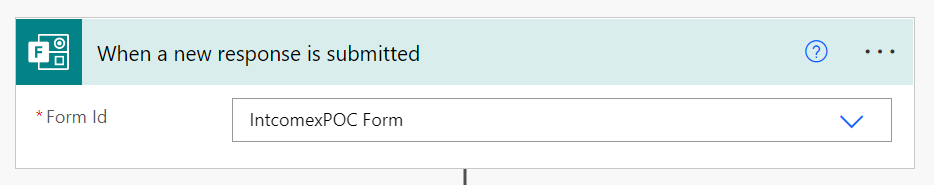 F
When a new response is submitted
?
...
*Form Id
IntcomexPOC Form